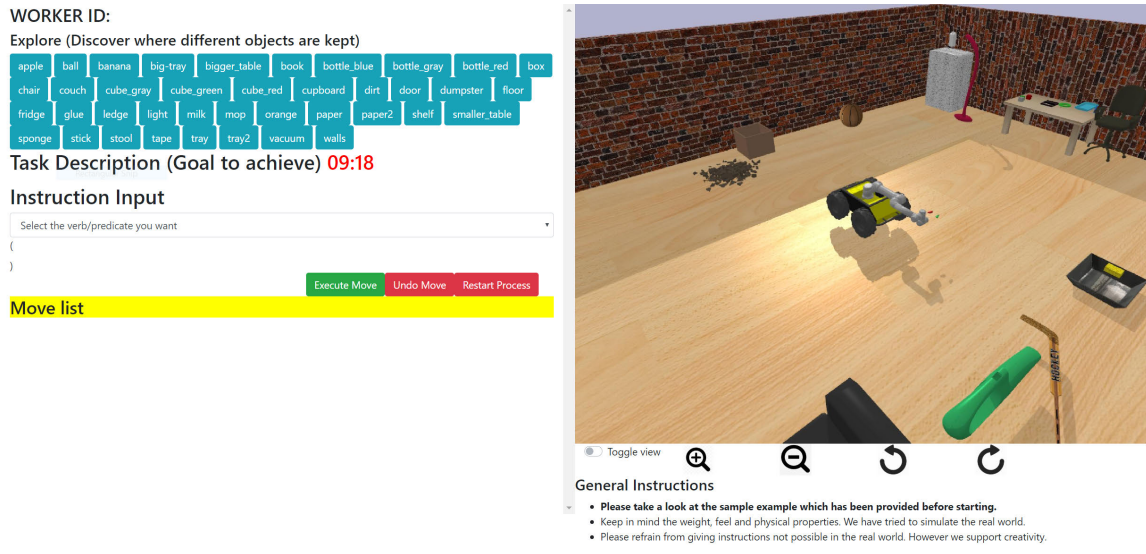 WORKER ID:
Explore (Discover where different objects are kept)
apple ball banana big-tray bigger_table book bottle_blue bottle_gray bottle_red box
chair couch cube_gray cube_green cube_red cupboard dirt door dumpster floor
fridge glue ledge light milk mop orange paper paper2 shelf smaller_table
sponge stick stool tape tray tray2 vacuum walls
Task Description (Goal to achieve) 09:18
Instruction Input
Select the verb/predicate you want
(
)
Execute Move Undo Move Restart Process
Move list
HOCKEY
Toggle view
General Instructions
Please take a look at the sample example which has been provided before starting.
Keep in mind the weight, feel and physical properties. We have tried to simulate the real world.
Please refrain from giving instructions not possible in the real world. However we support creativity.